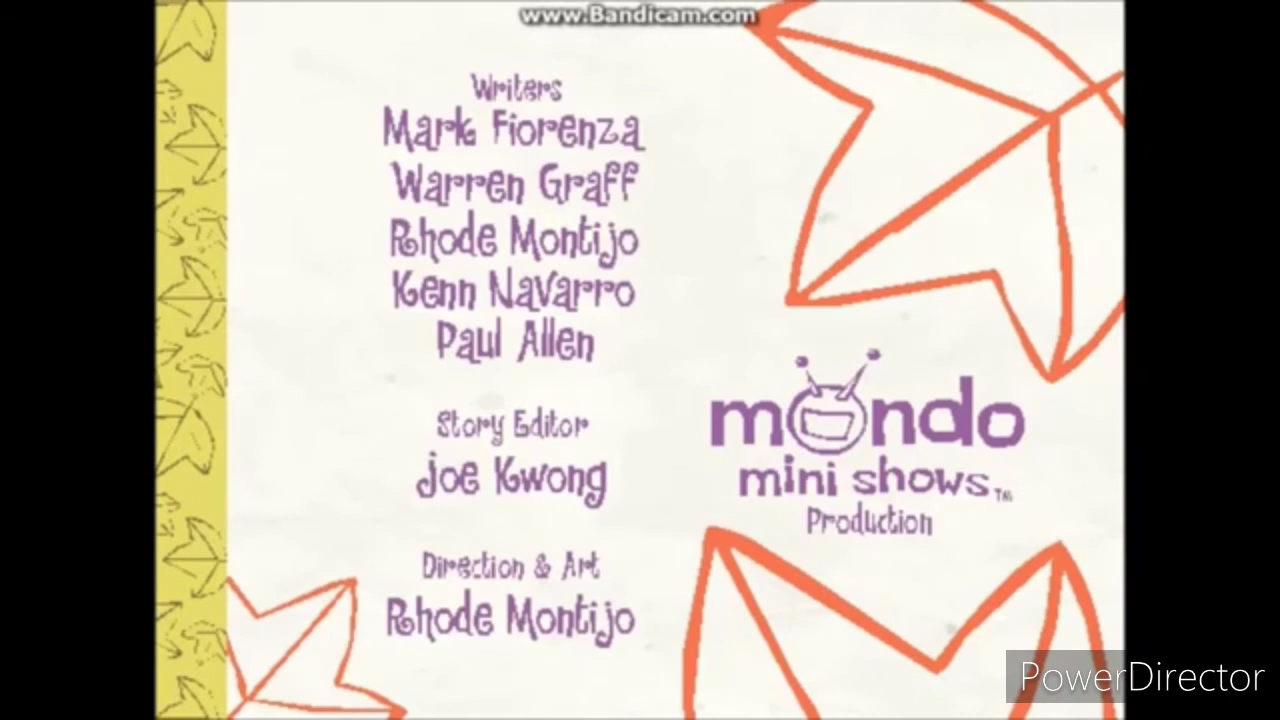 www.Bandicam.com
Writers
Mark Fiorenza
Warren Graff
Rhode Montijo
Kenn Navarro
Paul Allen
Story Editor
Joe Kwong
Direction & Art
Rhode Montijo
mondo
mini shows™
Production
PowerDirector